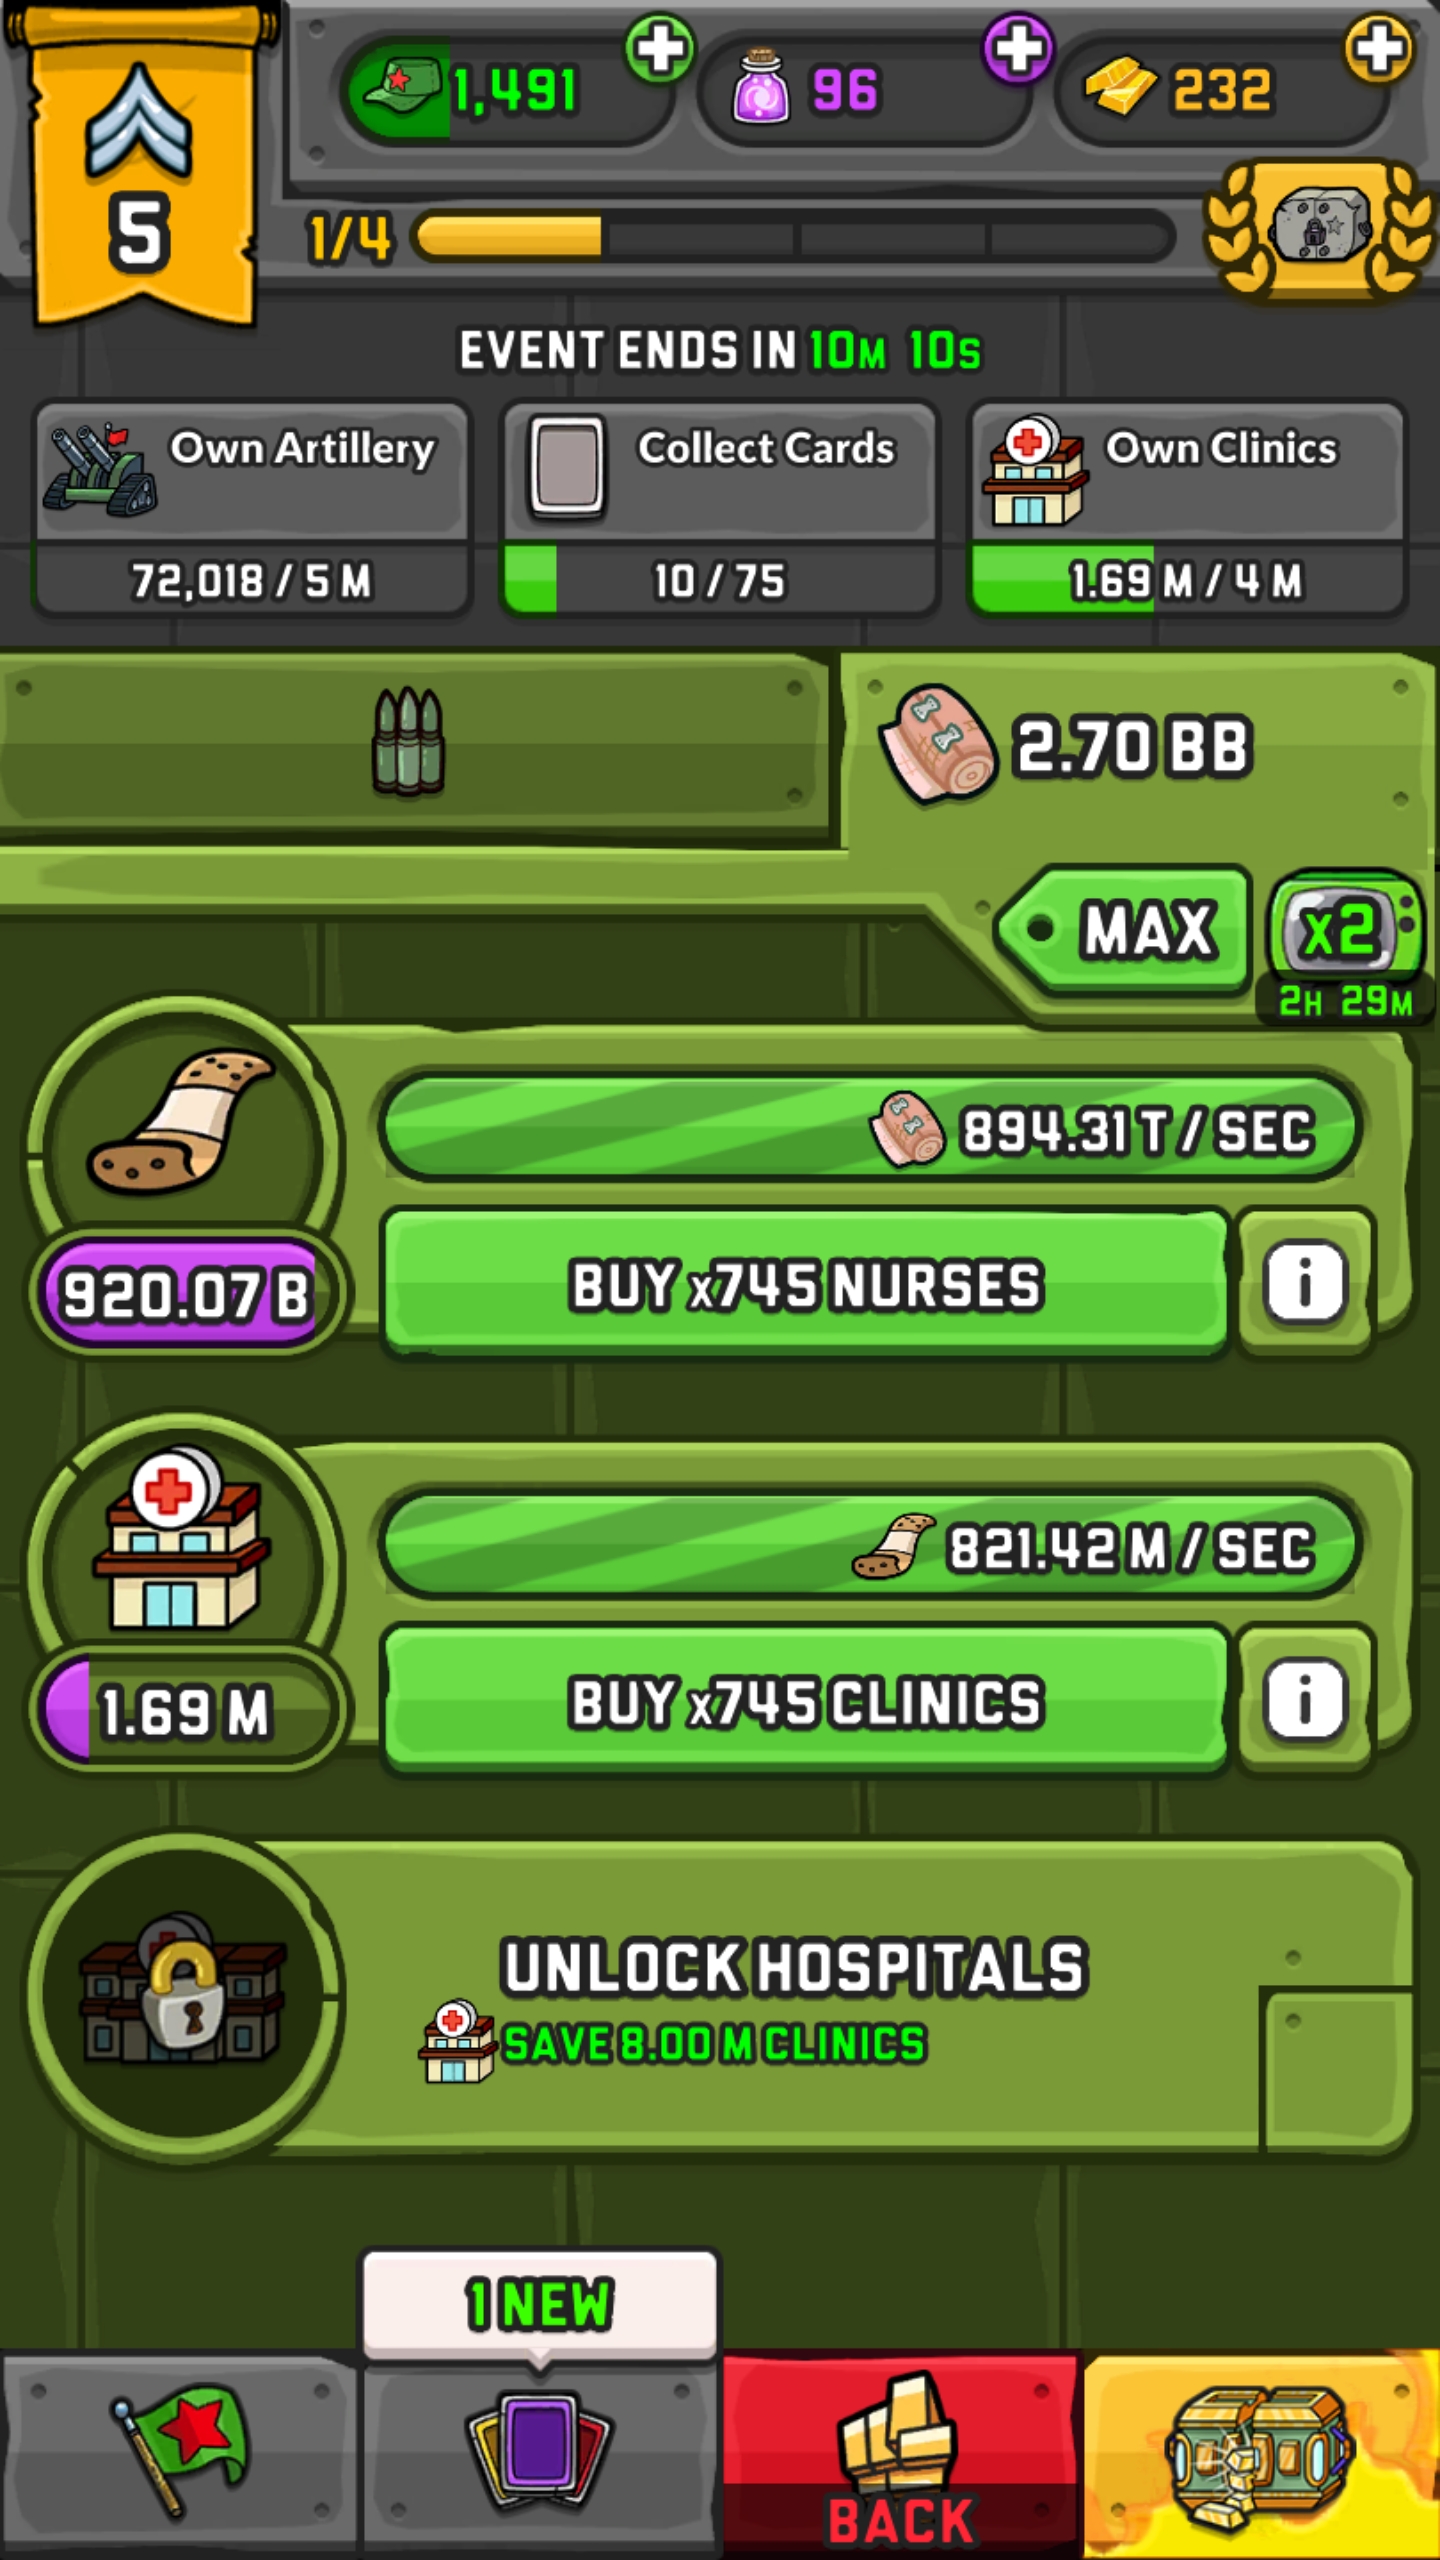 1,491
96
232
5
1/4
EVENT ENDS IN 10M 10S
Own Artillery
72,018 / 5 M
Collect Cards
10 / 75
Own Clinics
1.69 M / 4 M
2.70 BB
MAX
x2
2H 29M
894.31 T / SEC
920.07 B
BUY x745 NURSES
i
821.42 M / SEC
1.69 M
BUY x745 CLINICS
i
UNLOCK HOSPITALS
SAVE 8.00 M CLINICS
1 NEW
BACK